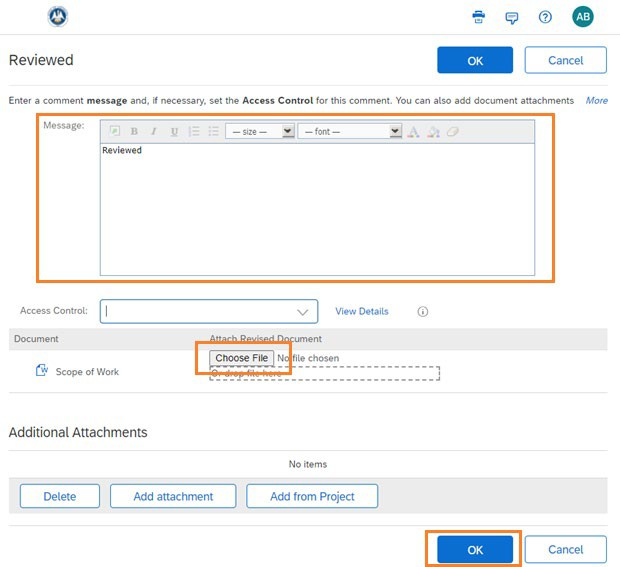 AB
Reviewed
OK
Cancel
Enter a comment message and, if necessary, set the Access Control for this comment. You can also add document attachments More
Message:
B I U — size — — font — A
Reviewed
Access Control:
View Details
Document Attach Revised Document
Choose File No file chosen
Scope of Work
Or drop file here
Additional Attachments
No items
Delete Add attachment Add from Project
OK Cancel